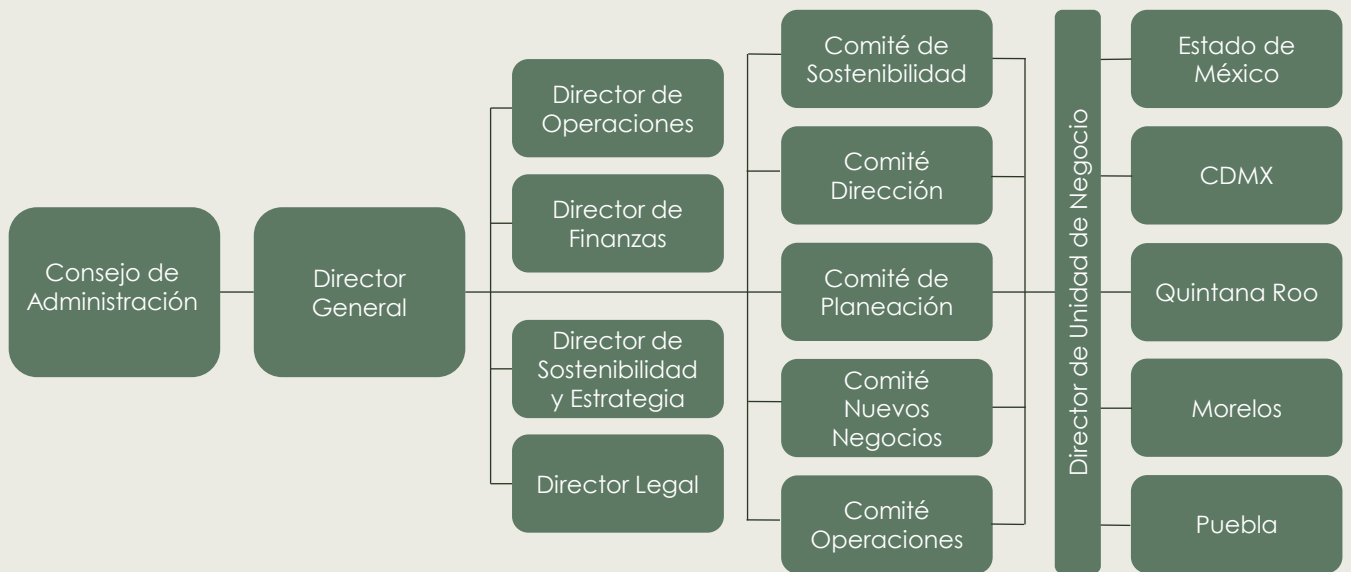 Consejo de
Administración
Director
General
Director de
Operaciones
Director de
Finanzas
Director de
Sostenibilidad
y Estrategia
Director Legal
Comité de
Sostenibilidad
Comité
Dirección
Comité de
Planeación
Comité
Nuevos
Negocios
Comité
Operaciones
Director de Unidad de Negocio
Estado de
México
CDMX
Quintana Roo
Morelos
Puebla